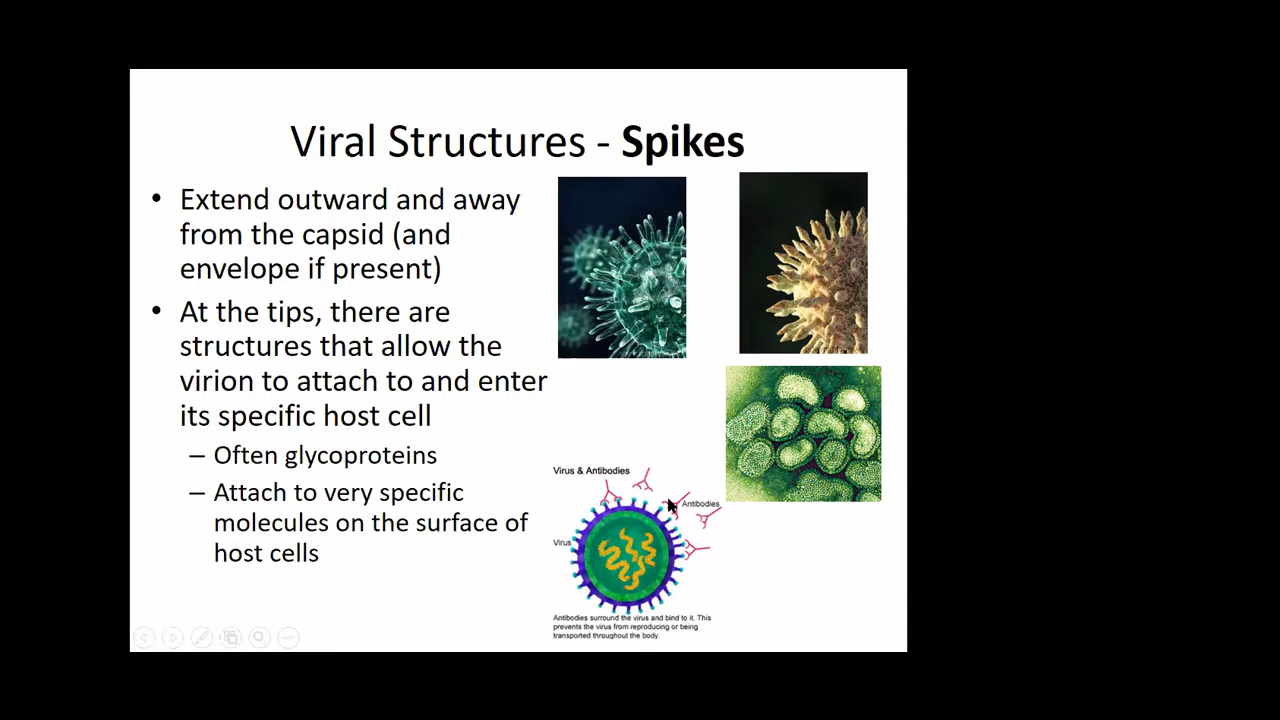 Viral Structures - Spikes
• Extend outward and away
from the capsid (and
envelope if present)
• At the tips, there are
structures that allow the
virion to attach to and enter
its specific host cell
– Often glycoproteins
– Attach to very specific
molecules on the surface of
host cells
Virus & Antibodies
Antibodies
Virus
Antibodies surround the virus and bind to it. This
prevents the virus from reproducing or being
transported throughout the body.